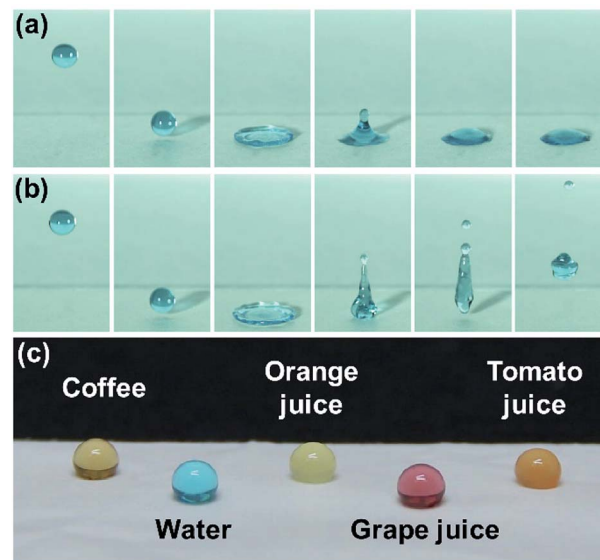 (a)
(b)
(c)
Coffee
Orange
juice
Tomato
juice
Water
Grape juice